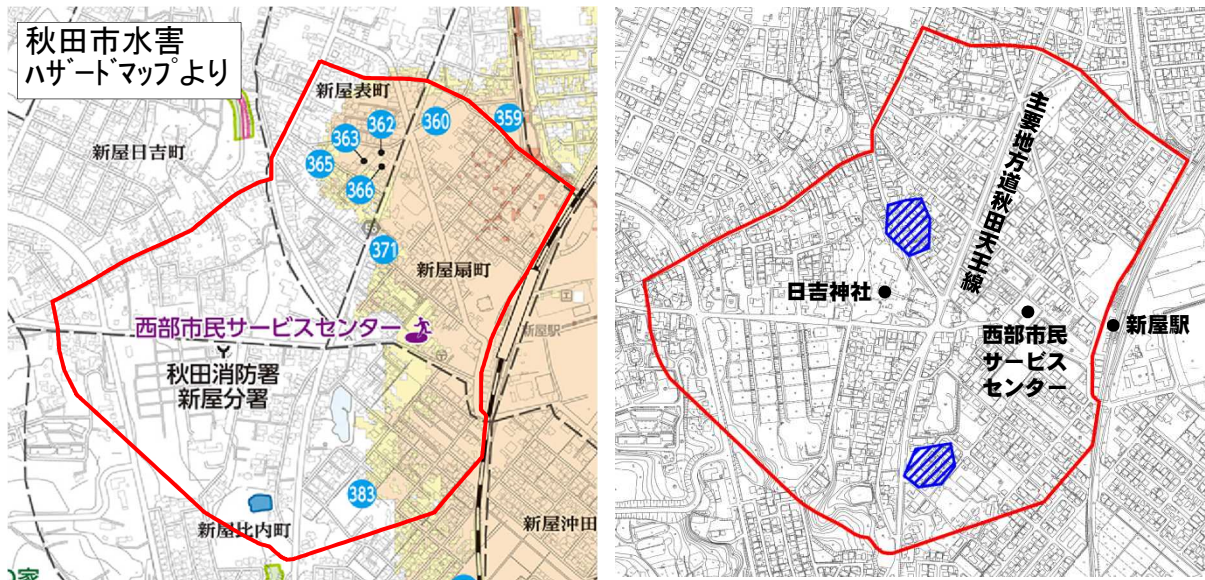 秋田市水害
ハザードマップより
新屋表町
新屋日吉町
362
360
359
363
365
366
371
新屋扇町
西部市民サービスセンター
新屋駅
秋田消防署
新屋分署
383
新屋比内町
新屋沖田
の家
主要地方道秋田天王線
日吉神社
新屋駅
西部市民
サービス
センター